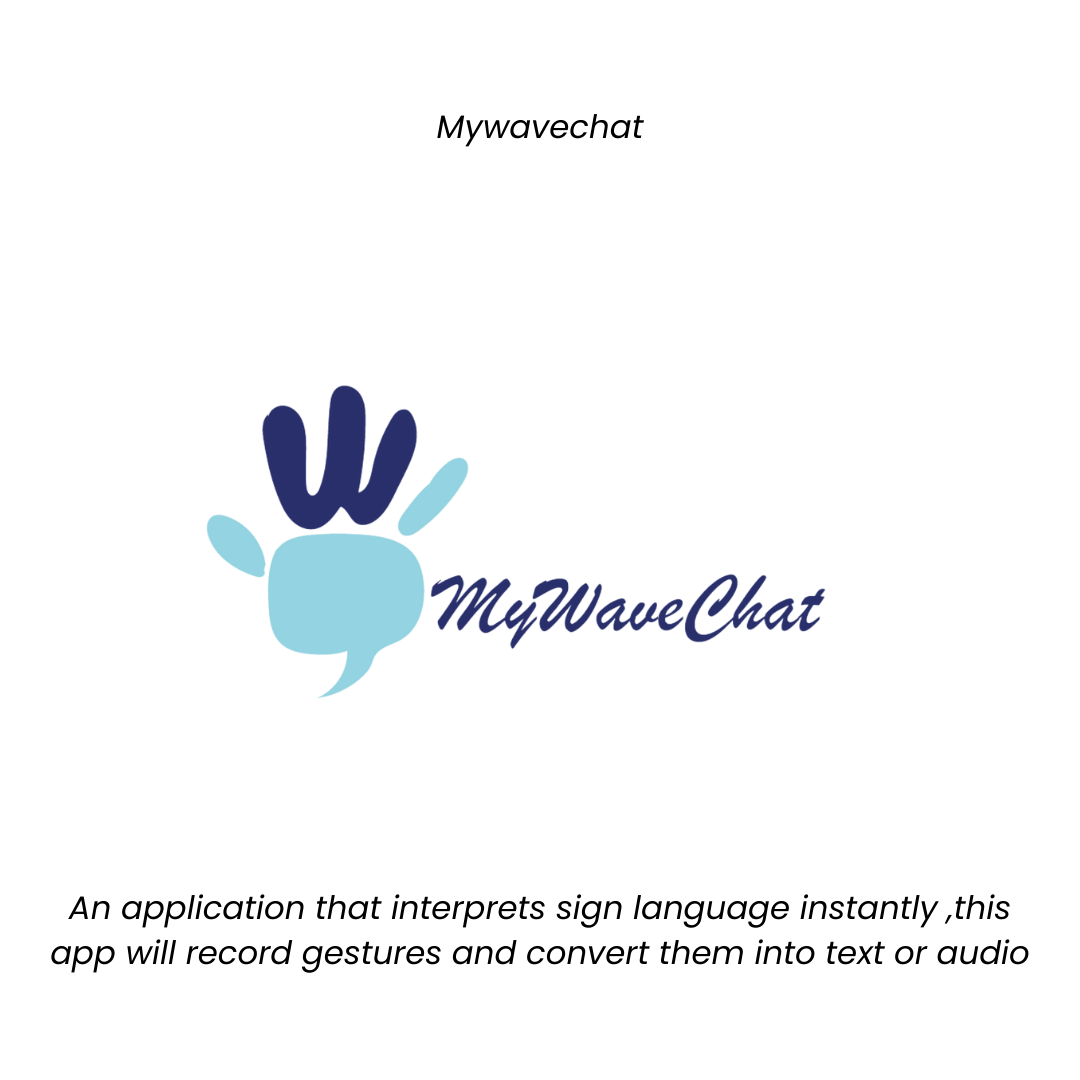 Mywavechat
MyWaveChat
An application that interprets sign language instantly ,this
app will record gestures and convert them into text or audio